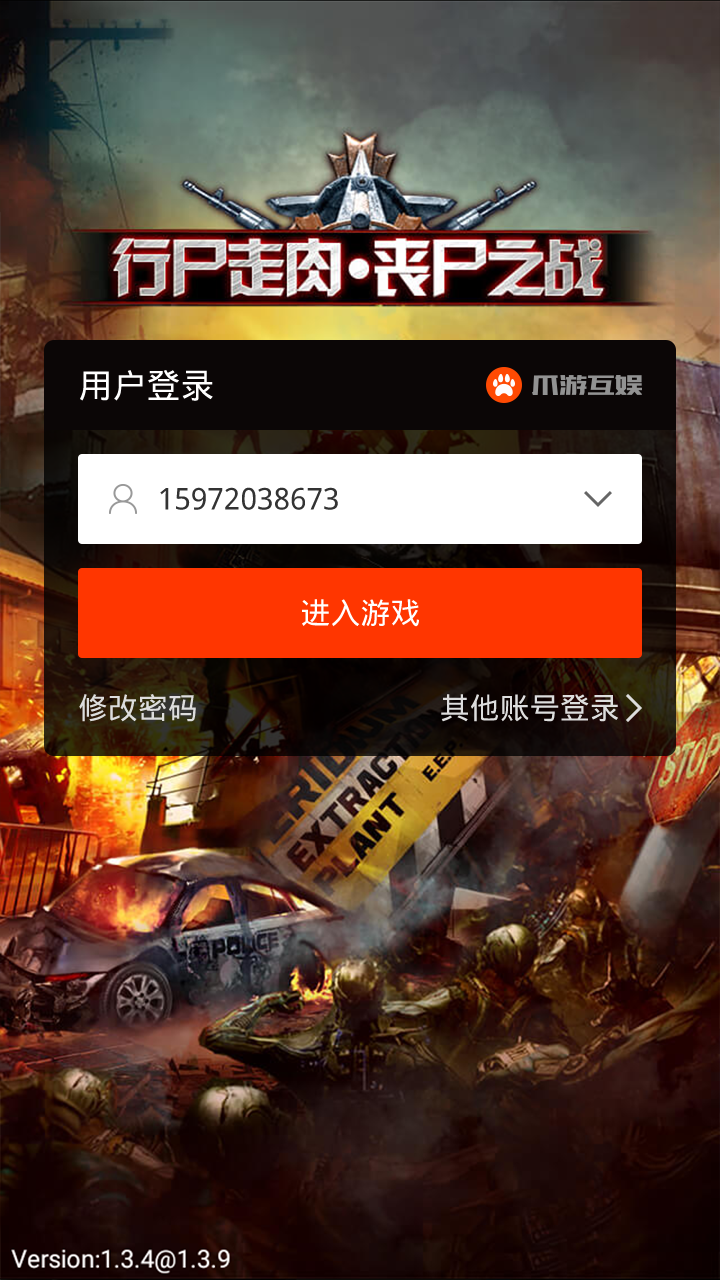 行尸走肉·丧尸之战
用户登录
爪游互娱
15972038673
进入游戏
修改密码
其他账号登录
ERIDIUM
EXTRACTION
PLANT
E.E.P.
STOP
POLICE
Version:1.3.4@1.3.9